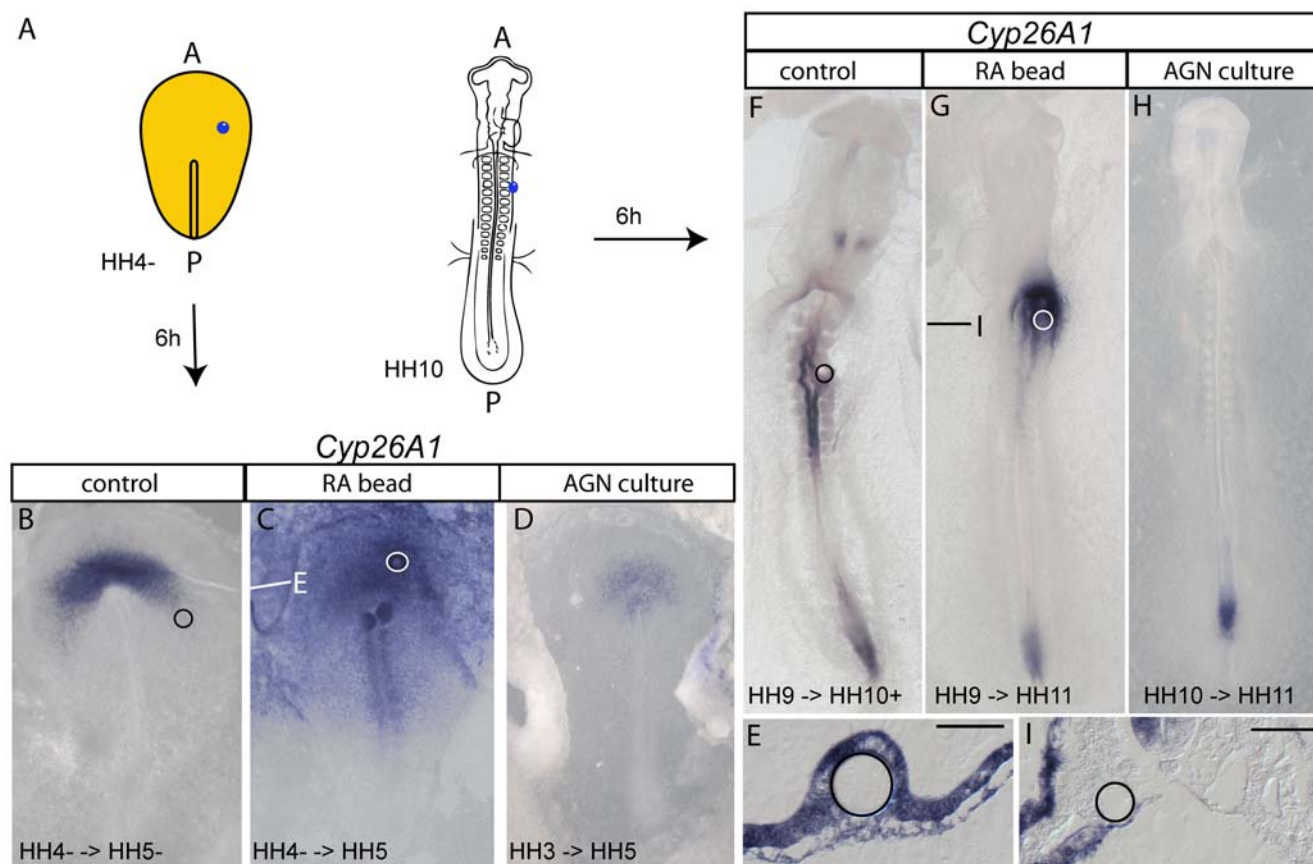 A
A
HH4-
P
6h
A
HH10
P
6h
Cyp26A1
control
RA bead
AGN culture
B
HH4- -> HH5-
C
E
HH4- -> HH5
D
HH3 -> HH5
Cyp26A1
control
RA bead
AGN culture
F
HH9 -> HH10+
G
I
HH9 -> HH11
H
HH10 -> HH11
E
I